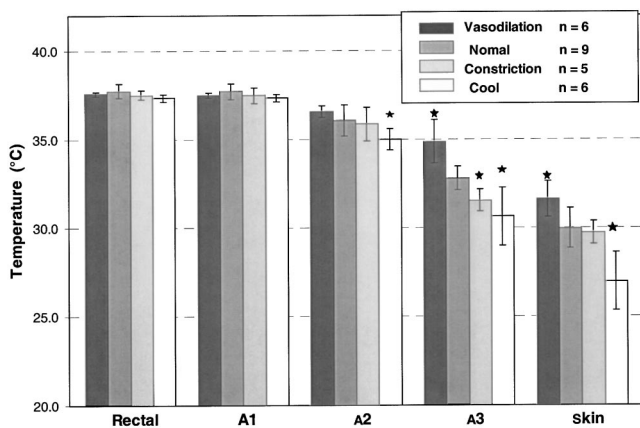 Vasodilation n = 6
Nomal n = 9
Constriction n = 5
Cool n = 6
Temperature (°C)
40.0
35.0
30.0
25.0
20.0
Rectal A1 A2 A3 Skin